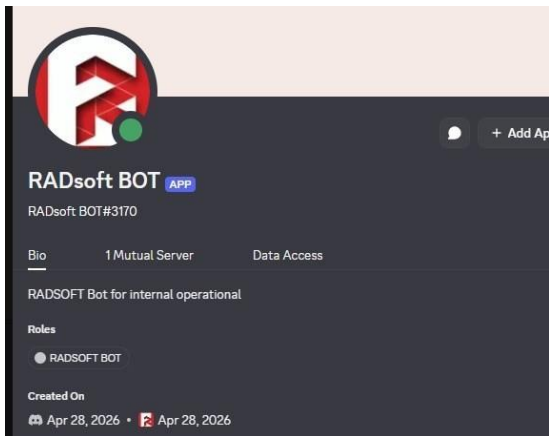 + Add Ap
RADsoft BOT APP
RADsoft BOT#3170
Bio 1 Mutual Server Data Access
RADSOFT Bot for internal operational
Roles
RADSOFT BOT
Created On
Apr 28, 2026 • Apr 28, 2026